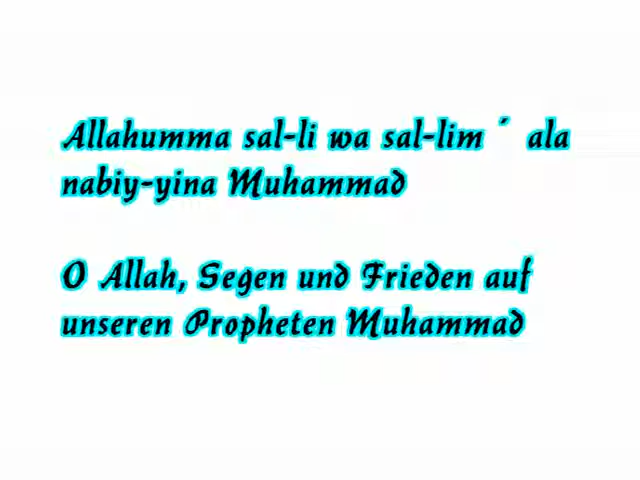 Allahumma sal-li wa sal-lim ´ ala
nabiy-yina Muhammad
O Allah, Segen und Frieden auf
unseren Propheten Muhammad